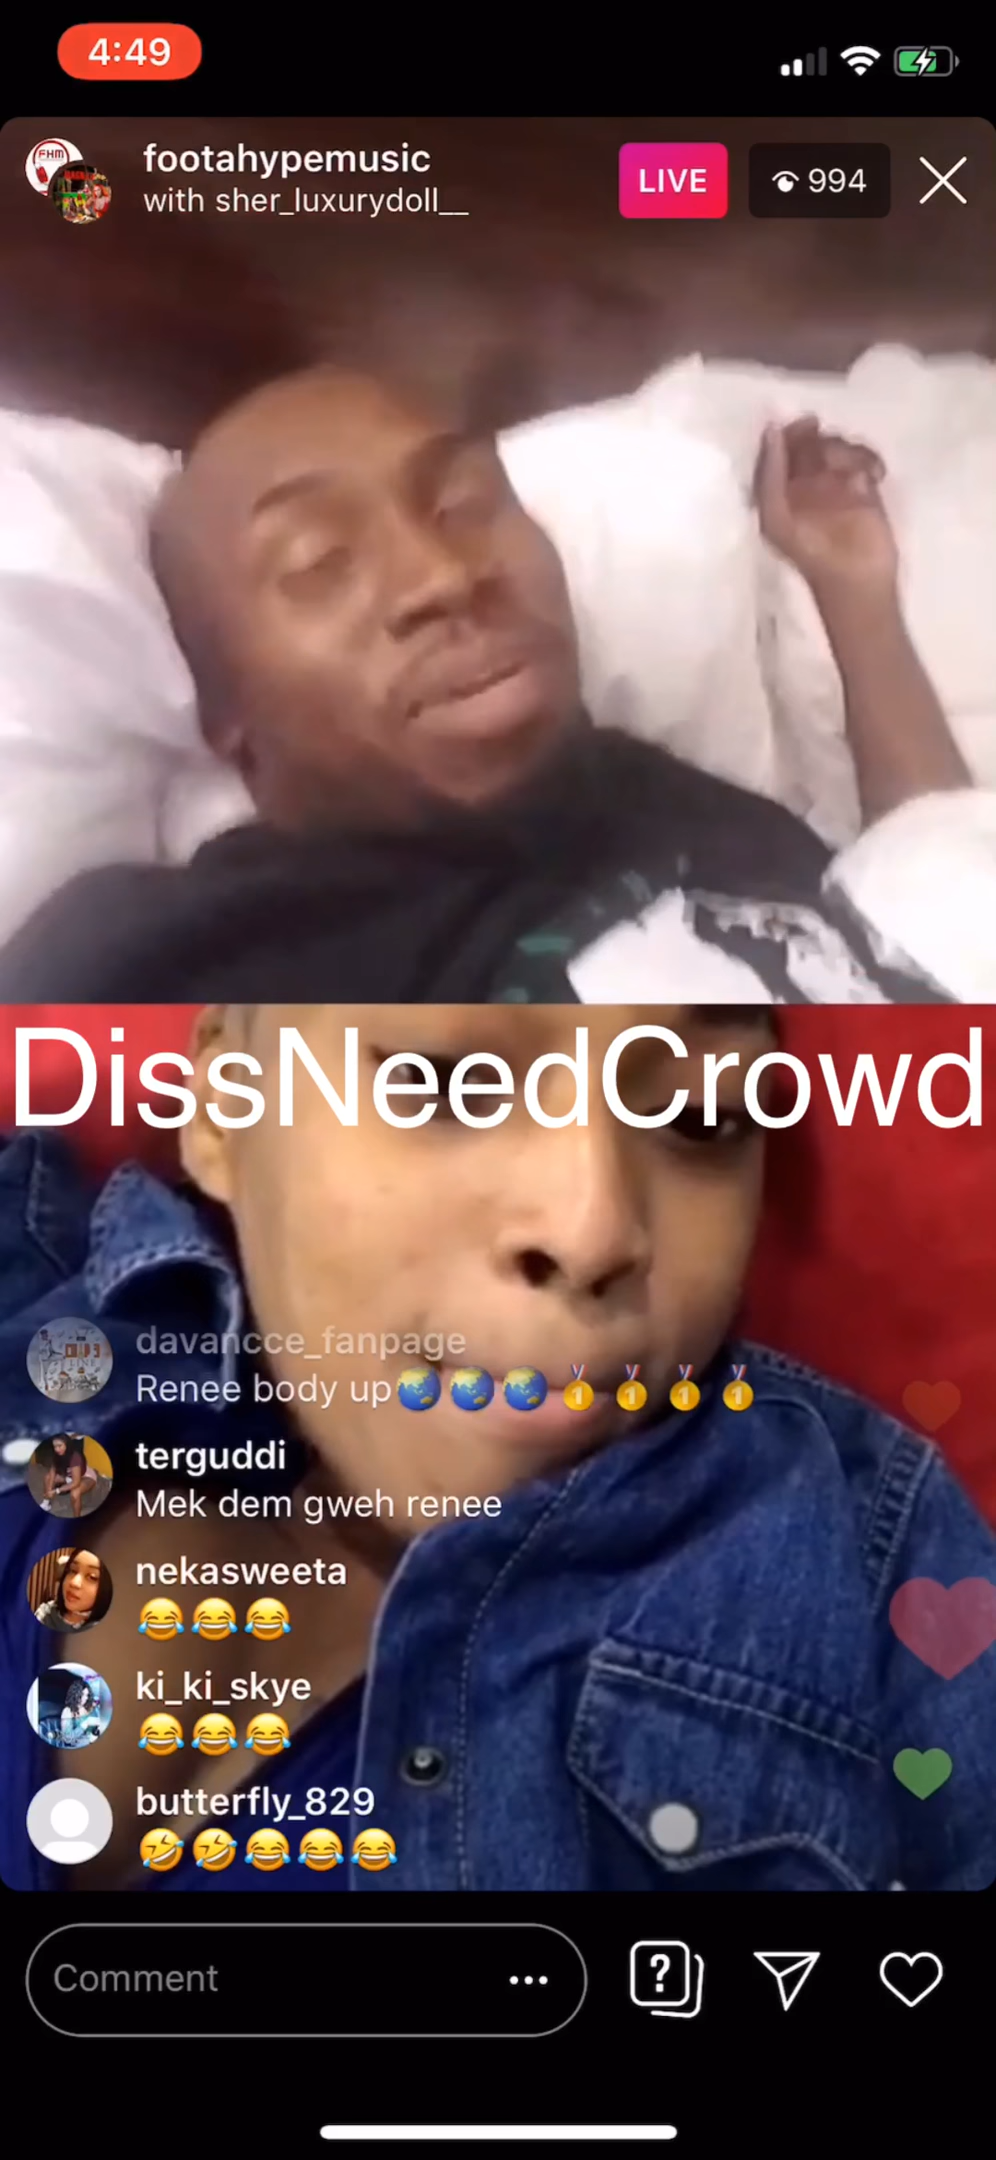 4:49
FHM
footahypemusic
with sher_luxurydoll__
LIVE
994
DissNeedCrowd
davancce_fanpage
Renee body up🌏🌏🌏🥇🥇🥇🥇
terguddi
Mek dem gweh renee
nekasweeta
😂😂😂
ki_ki_skye
😂😂😂
butterfly_829
🤣🤣😂😂😂
Comment